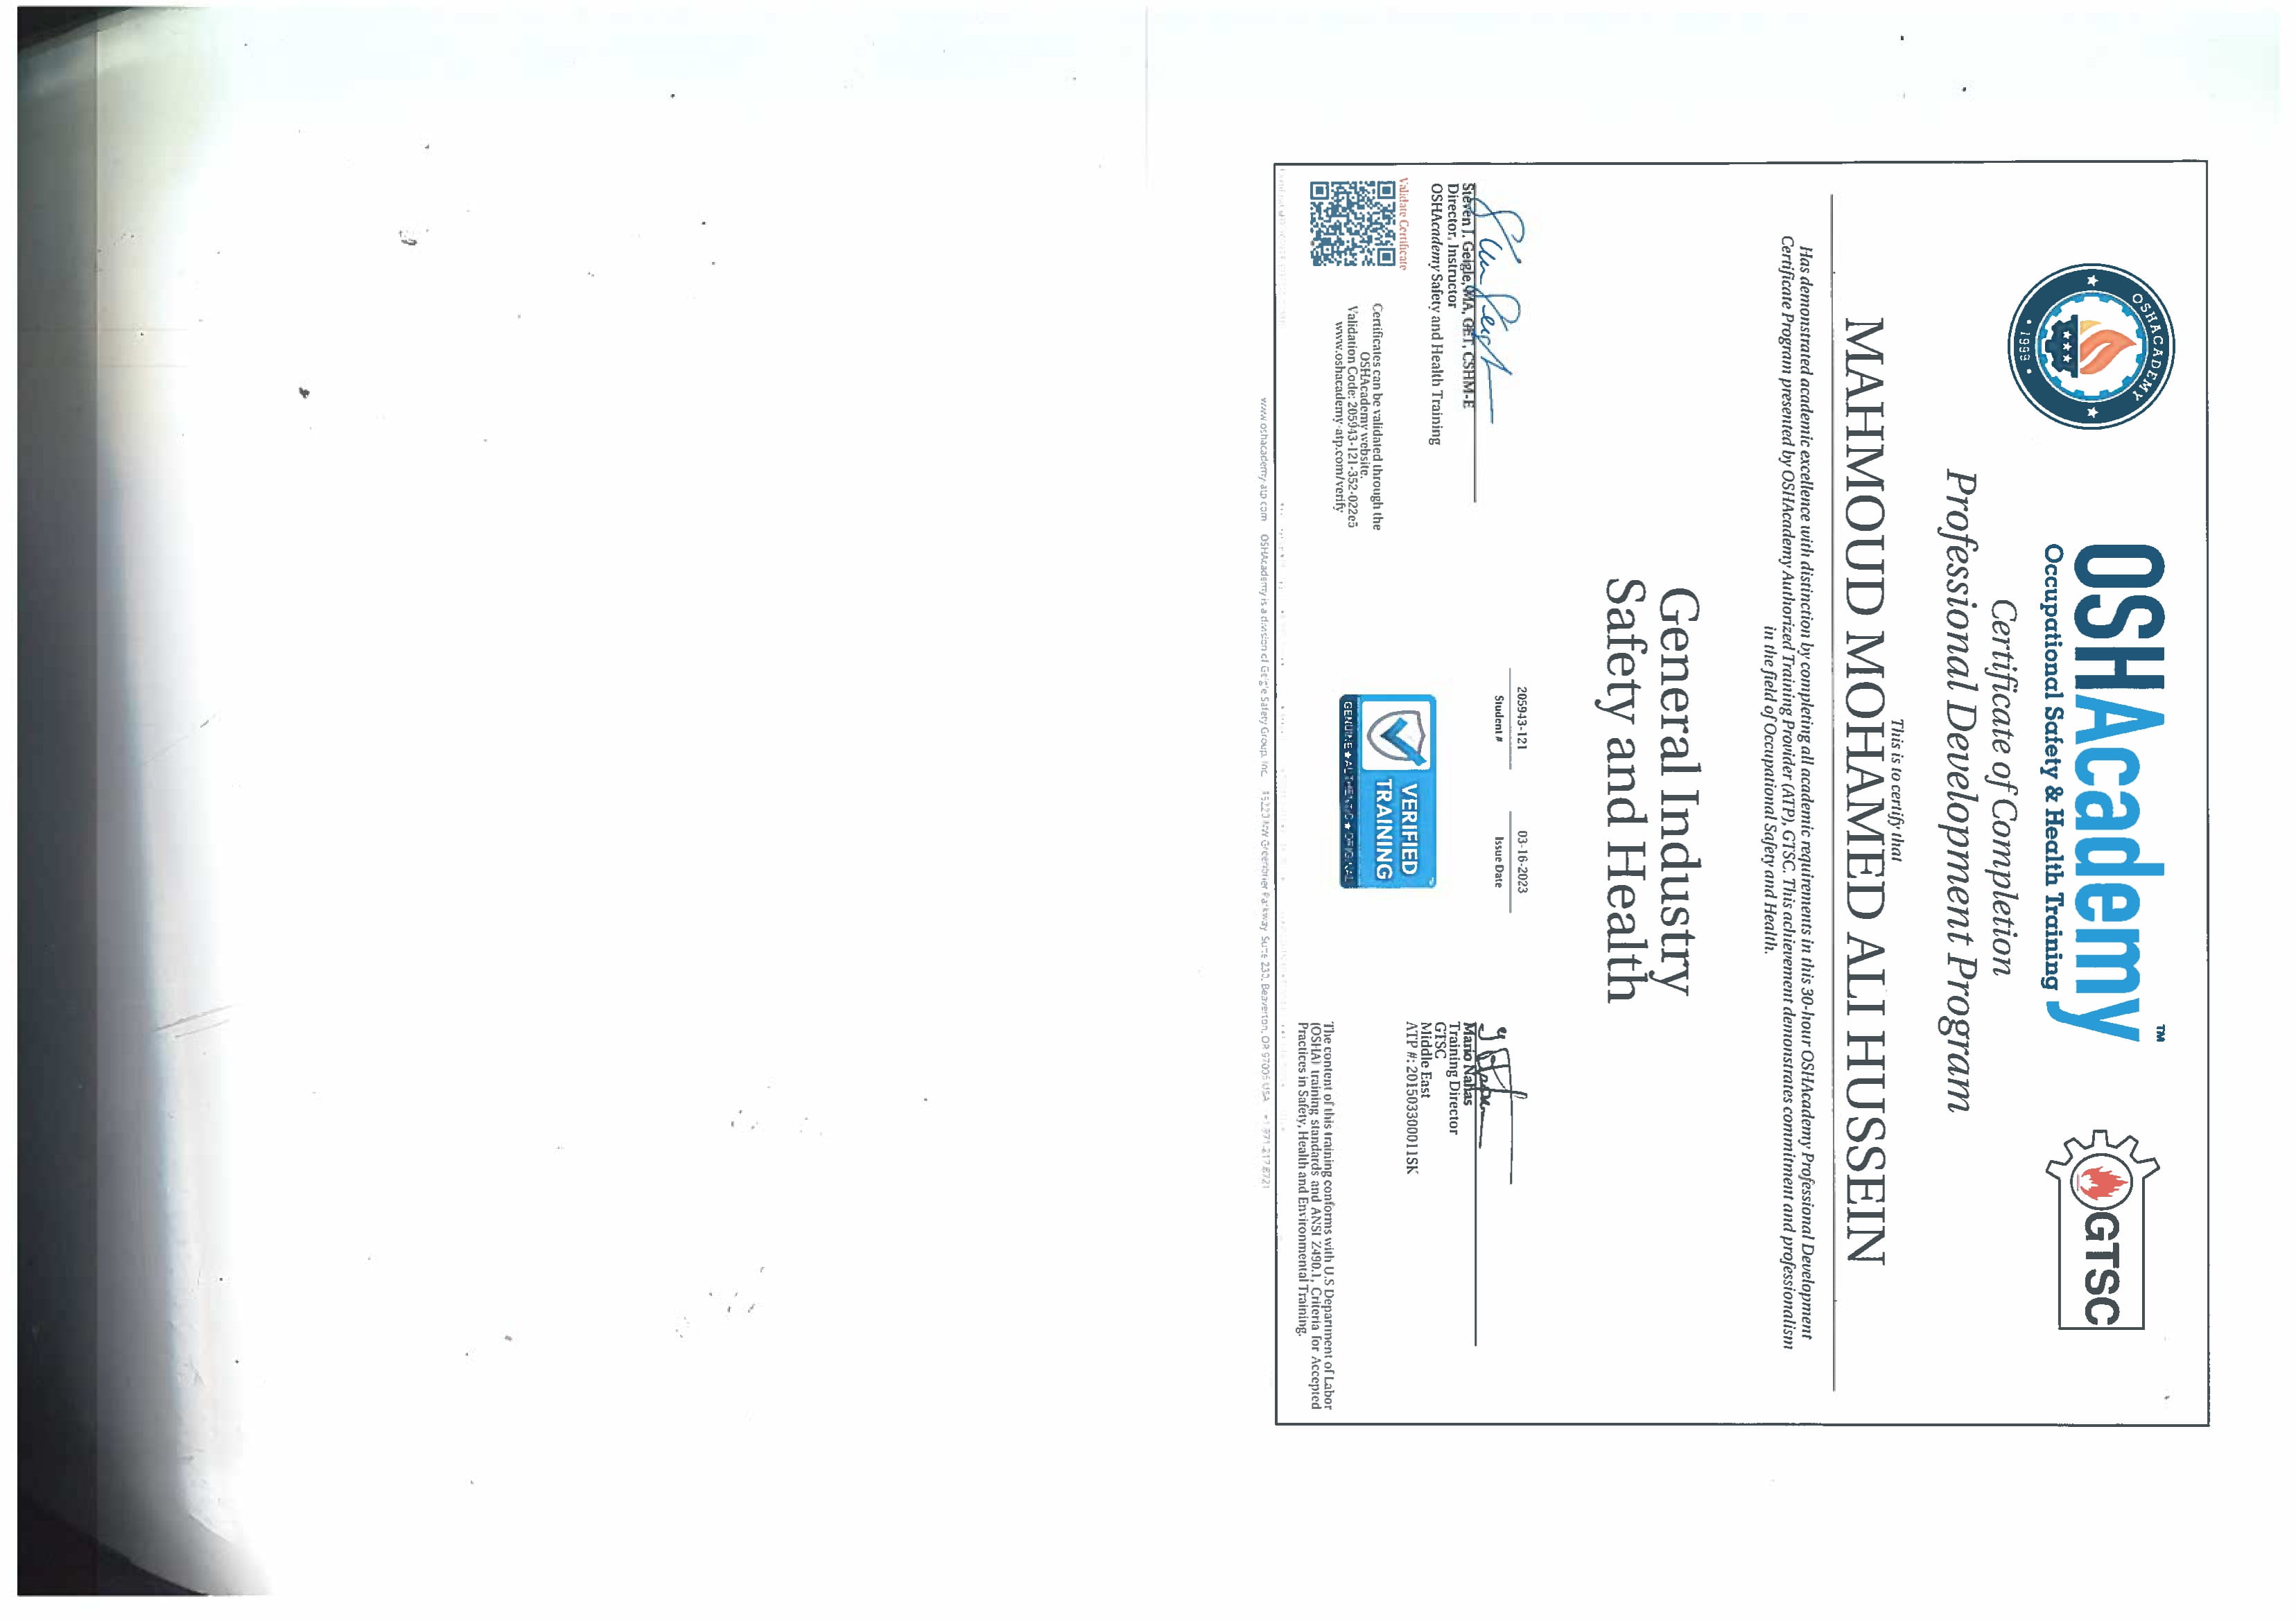 OSHACADEMY
1999
OSHAcademy™
Occupational Safety & Health Training
GTSC
Certificate of Completion
Professional Development Program
This is to certify that
MAHMOUD MOHAMED ALI HUSSEIN
Has demonstrated academic excellence with distinction by completing all academic requirements in this 30-hour OSHAcademy Professional Development
Certificate Program presented by OSHAcademy Authorized Training Provider (ATP), GTSC. This achievement demonstrates commitment and professionalism
in the field of Occupational Safety and Health.
General Industry
Safety and Health
205943-121
Student #
03-16-2023
Issue Date
Steven J. Geigle, MA, CET, CSHM-E
Director, Instructor
OSHAcademy Safety and Health Training
Mario Nahas
Training Director
GTSC
Middle East
ATP #: 201503300011SK
Validate Certificate
Certificates can be validated through the
OSHAcademy website.
Validation Code: 205943-121-352-022e5
www.oshacademy-atp.com/verify
VERIFIED
TRAINING
GENUINE ★ AUTHENTIC ★ ORIGINAL
The content of this training conforms with U.S Department of Labor
(OSHA) training standards and ANSI Z490.1, Criteria for Accepted
Practices in Safety, Health and Environmental Training.
www.oshacademy-atp.com OSHAcademy is a division of Geigle Safety Group, Inc. 15220 NW Greenbrier Parkway Suite 230, Beaverton, OR 97006 USA +1.971.217.8721